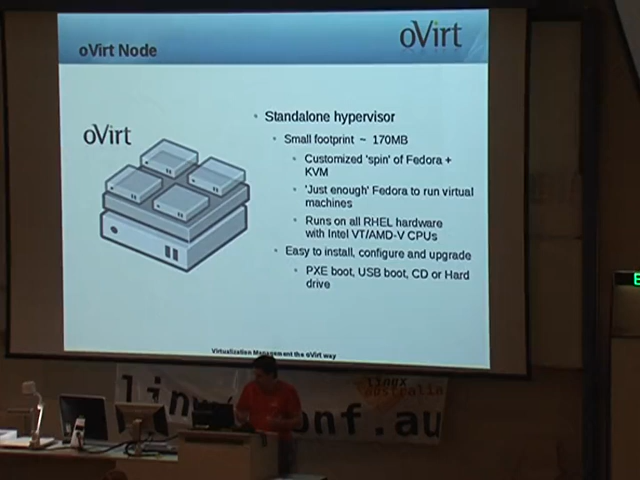 oVirt Node
oVirt
oVirt
Standalone hypervisor
Small footprint ~ 170MB
Customized 'spin' of Fedora +
KVM
'Just enough' Fedora to run virtual
machines
Runs on all RHEL hardware
with Intel VT/AMD-V CPUs
Easy to install, configure and upgrade
PXE boot, USB boot, CD or Hard
drive
Virtualization Management the oVirt way
linux
australia
onf.au